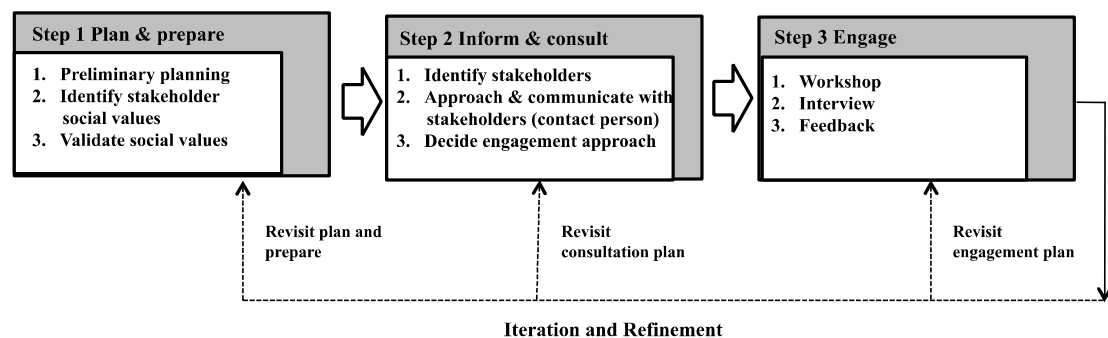 Step 1 Plan & prepare
1. Preliminary planning
2. Identify stakeholder
social values
3. Validate social values
Step 2 Inform & consult
1. Identify stakeholders
2. Approach & communicate with
stakeholders (contact person)
3. Decide engagement approach
Step 3 Engage
1. Workshop
2. Interview
3. Feedback
Revisit plan and
prepare
Revisit
consultation plan
Revisit
engagement plan
Iteration and Refinement